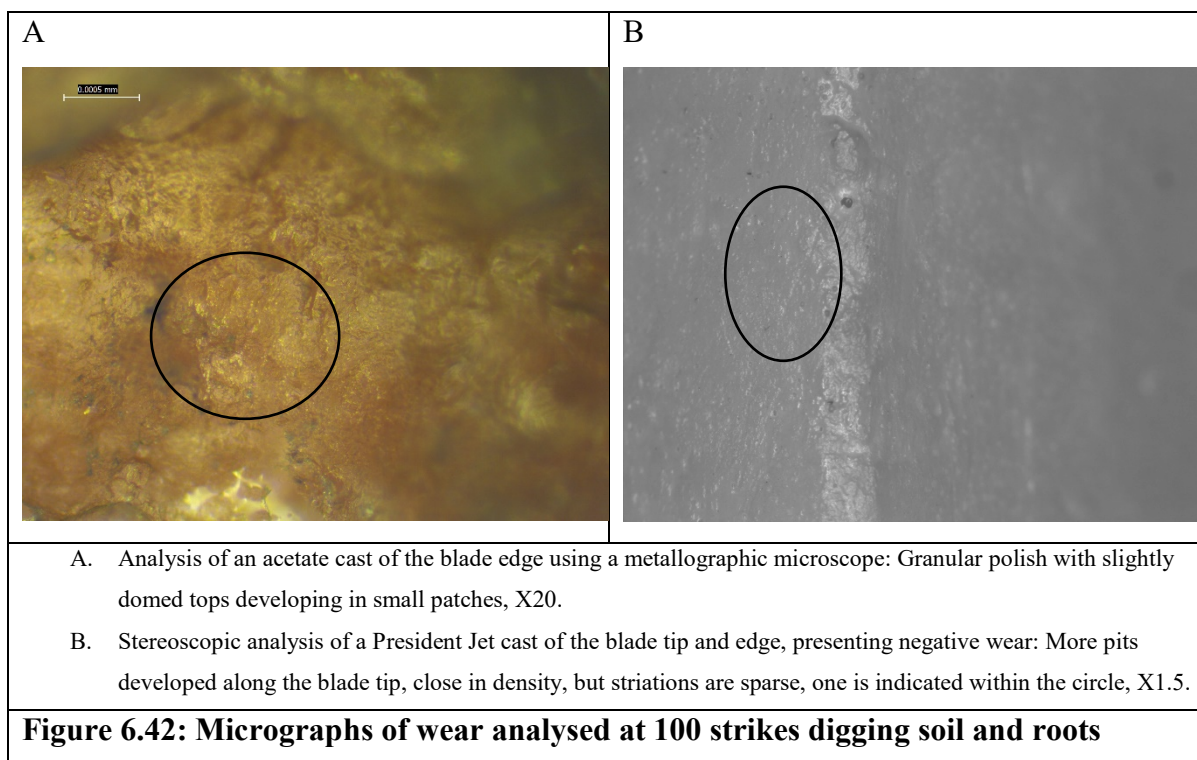 A
B
0.0005 mm
A. Analysis of an acetate cast of the blade edge using a metallographic microscope: Granular polish with slightly
domed tops developing in small patches, X20.
B. Stereoscopic analysis of a President Jet cast of the blade tip and edge, presenting negative wear: More pits
developed along the blade tip, close in density, but striations are sparse, one is indicated within the circle, X1.5.
Figure 6.42: Micrographs of wear analysed at 100 strikes digging soil and roots